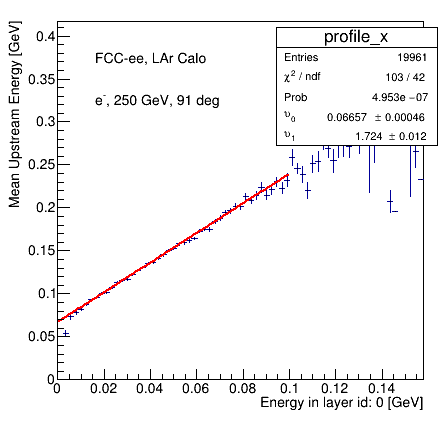 profile_x
Entries 19961
χ² / ndf 103 / 42
Prob 4.953e −07
υ₀ 0.06657 ± 0.00046
υ₁ 1.724 ± 0.012
FCC-ee, LAr Calo
e⁻, 250 GeV, 91 deg
Mean Upstream Energy [GeV]
0.4
0.35
0.3
0.25
0.2
0.15
0.1
0.05
0
0 0.02 0.04 0.06 0.08 0.1 0.12 0.14
Energy in layer id: 0 [GeV]